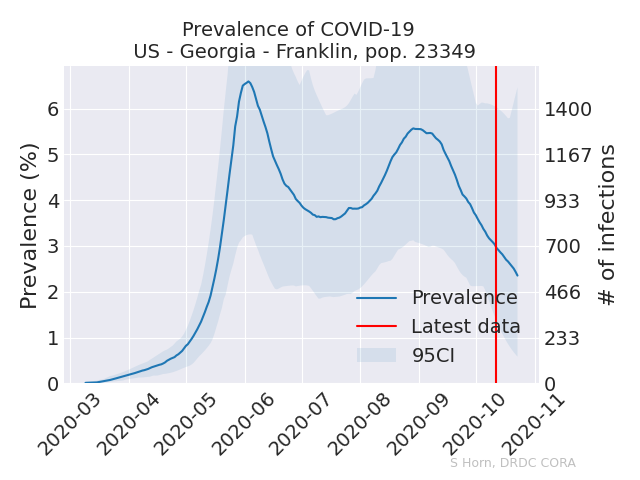 Prevalence of COVID-19
US - Georgia - Franklin, pop. 23349
Prevalence (%)
6
5
4
3
2
1
0
1400
1167
933
700
466
233
0
# of infections
Prevalence
Latest data
95CI
2020-03
2020-04
2020-05
2020-06
2020-07
2020-08
2020-09
2020-10
2020-11
S Horn, DRDC CORA